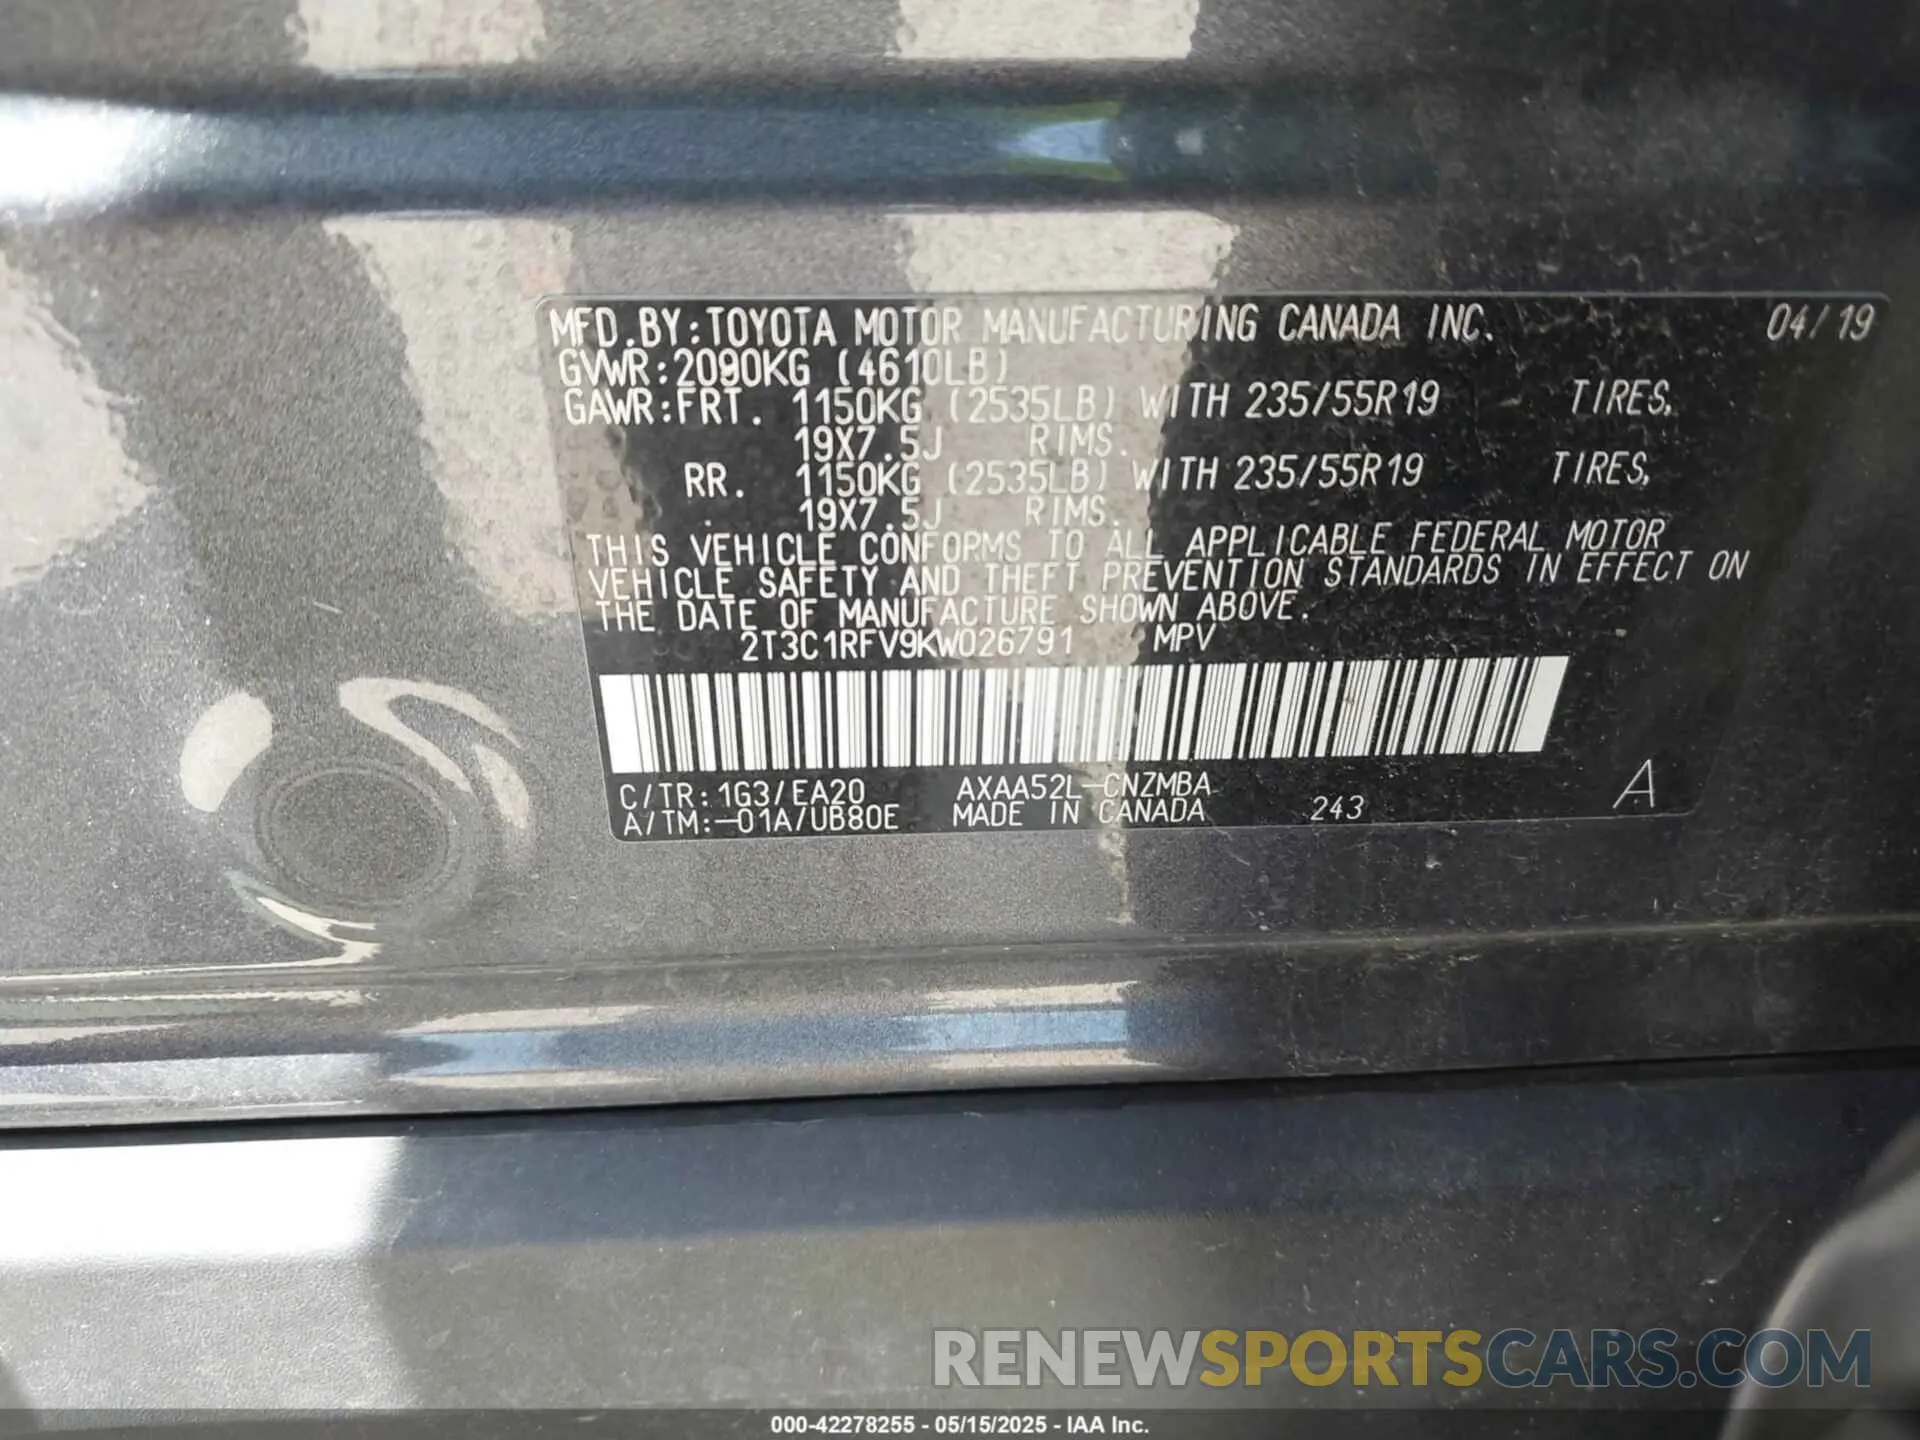 MFD.BY:TOYOTA MOTOR MANUFACTURING CANADA INC. 04/19
GVWR:2090KG (4610LB)
GAWR:FRT. 1150KG (2535LB) WITH 235/55R19 TIRES,
19X7.5J RIMS.
RR. 1150KG (2535LB) WITH 235/55R19 TIRES,
19X7.5J RIMS.
THIS VEHICLE CONFORMS TO ALL APPLICABLE FEDERAL MOTOR
VEHICLE SAFETY AND THEFT PREVENTION STANDARDS IN EFFECT ON
THE DATE OF MANUFACTURE SHOWN ABOVE.
2T3C1RFV9KW026791 MPV
C/TR:1G3/EA20 AXAA52L-CNZMBA
A/TM:-01A/UB80E MADE IN CANADA 243 A
RENEWSPORTSCARS.COM
000-42278255 - 05/15/2025 - IAA Inc.